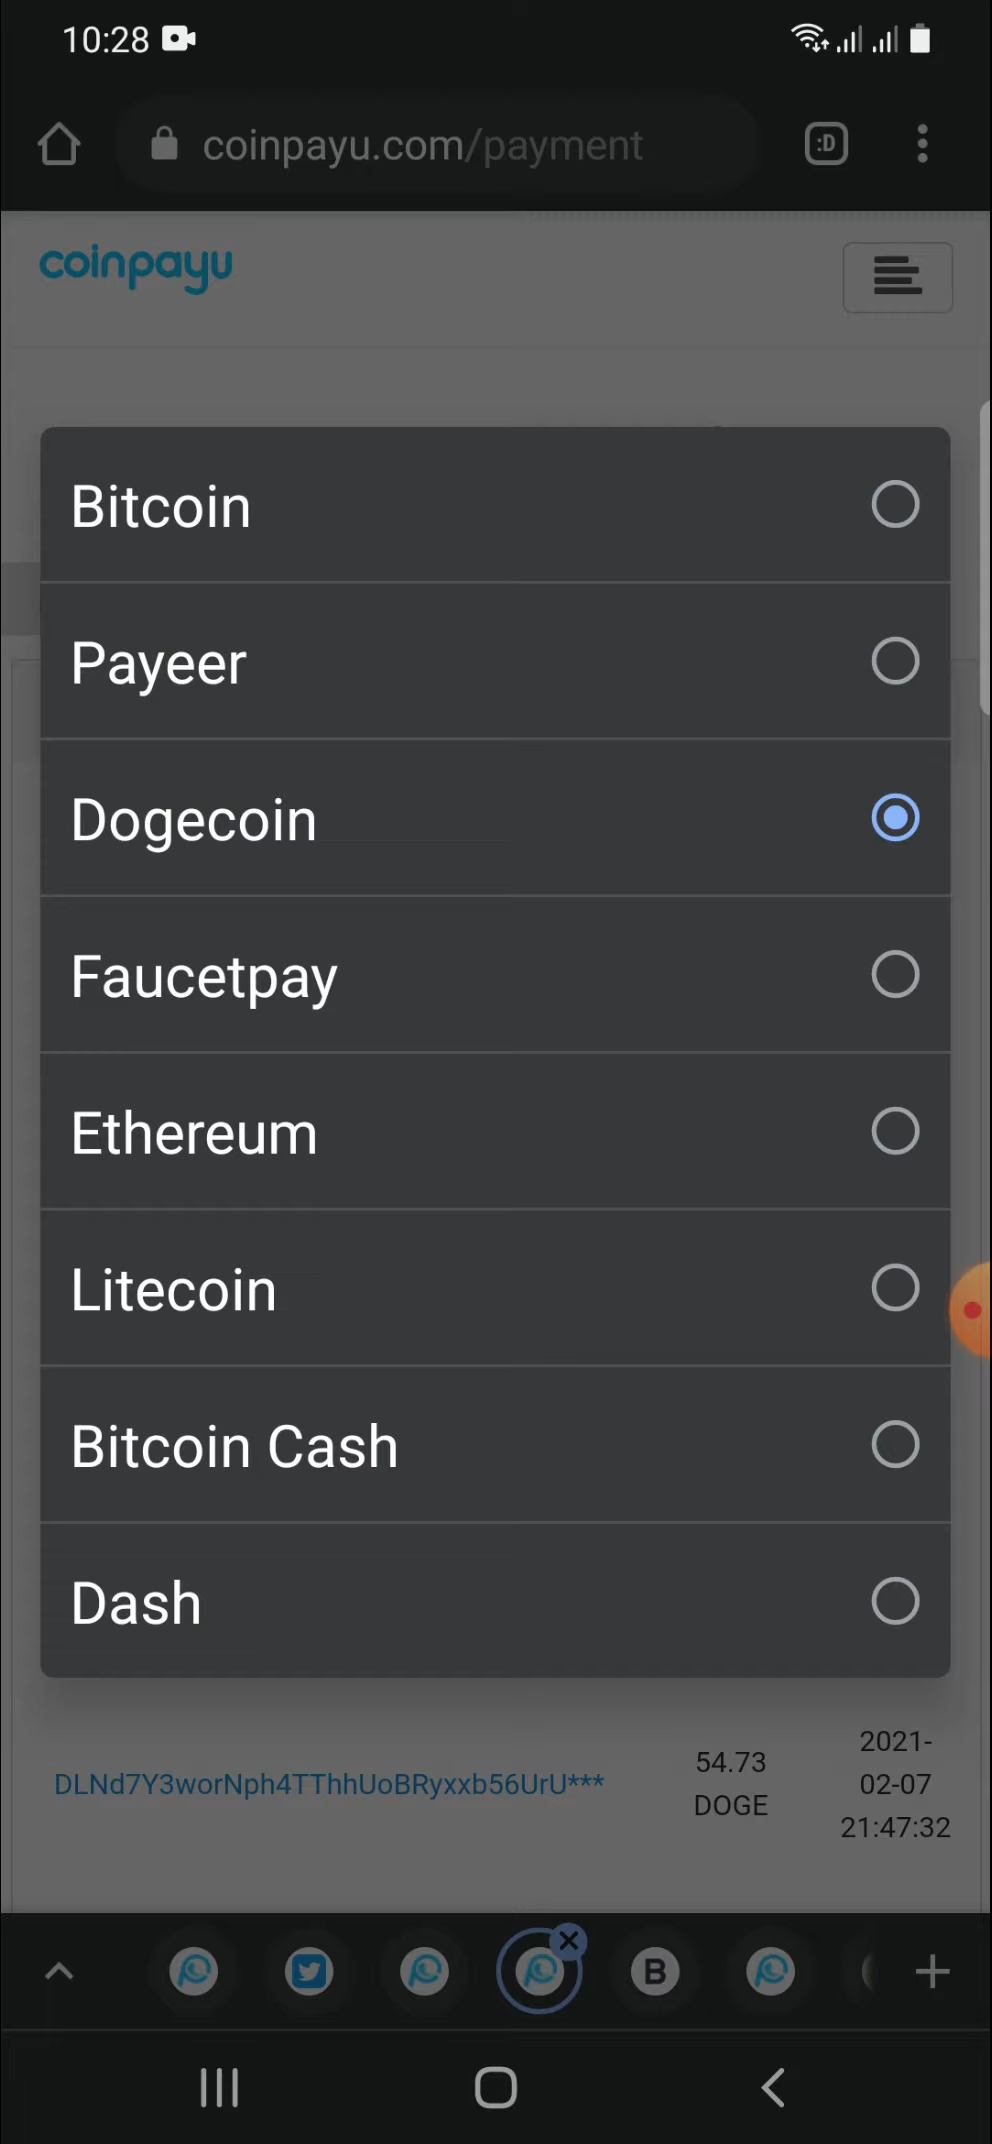 10:28
coinpayu.com/payment
:D
coinpayu
Bitcoin
Payeer
Dogecoin
Faucetpay
Ethereum
Litecoin
Bitcoin Cash
Dash
DLNd7Y3worNph4TThhUoBRyxxb56UrU***
54.73
DOGE
2021-
02-07
21:47:32
B